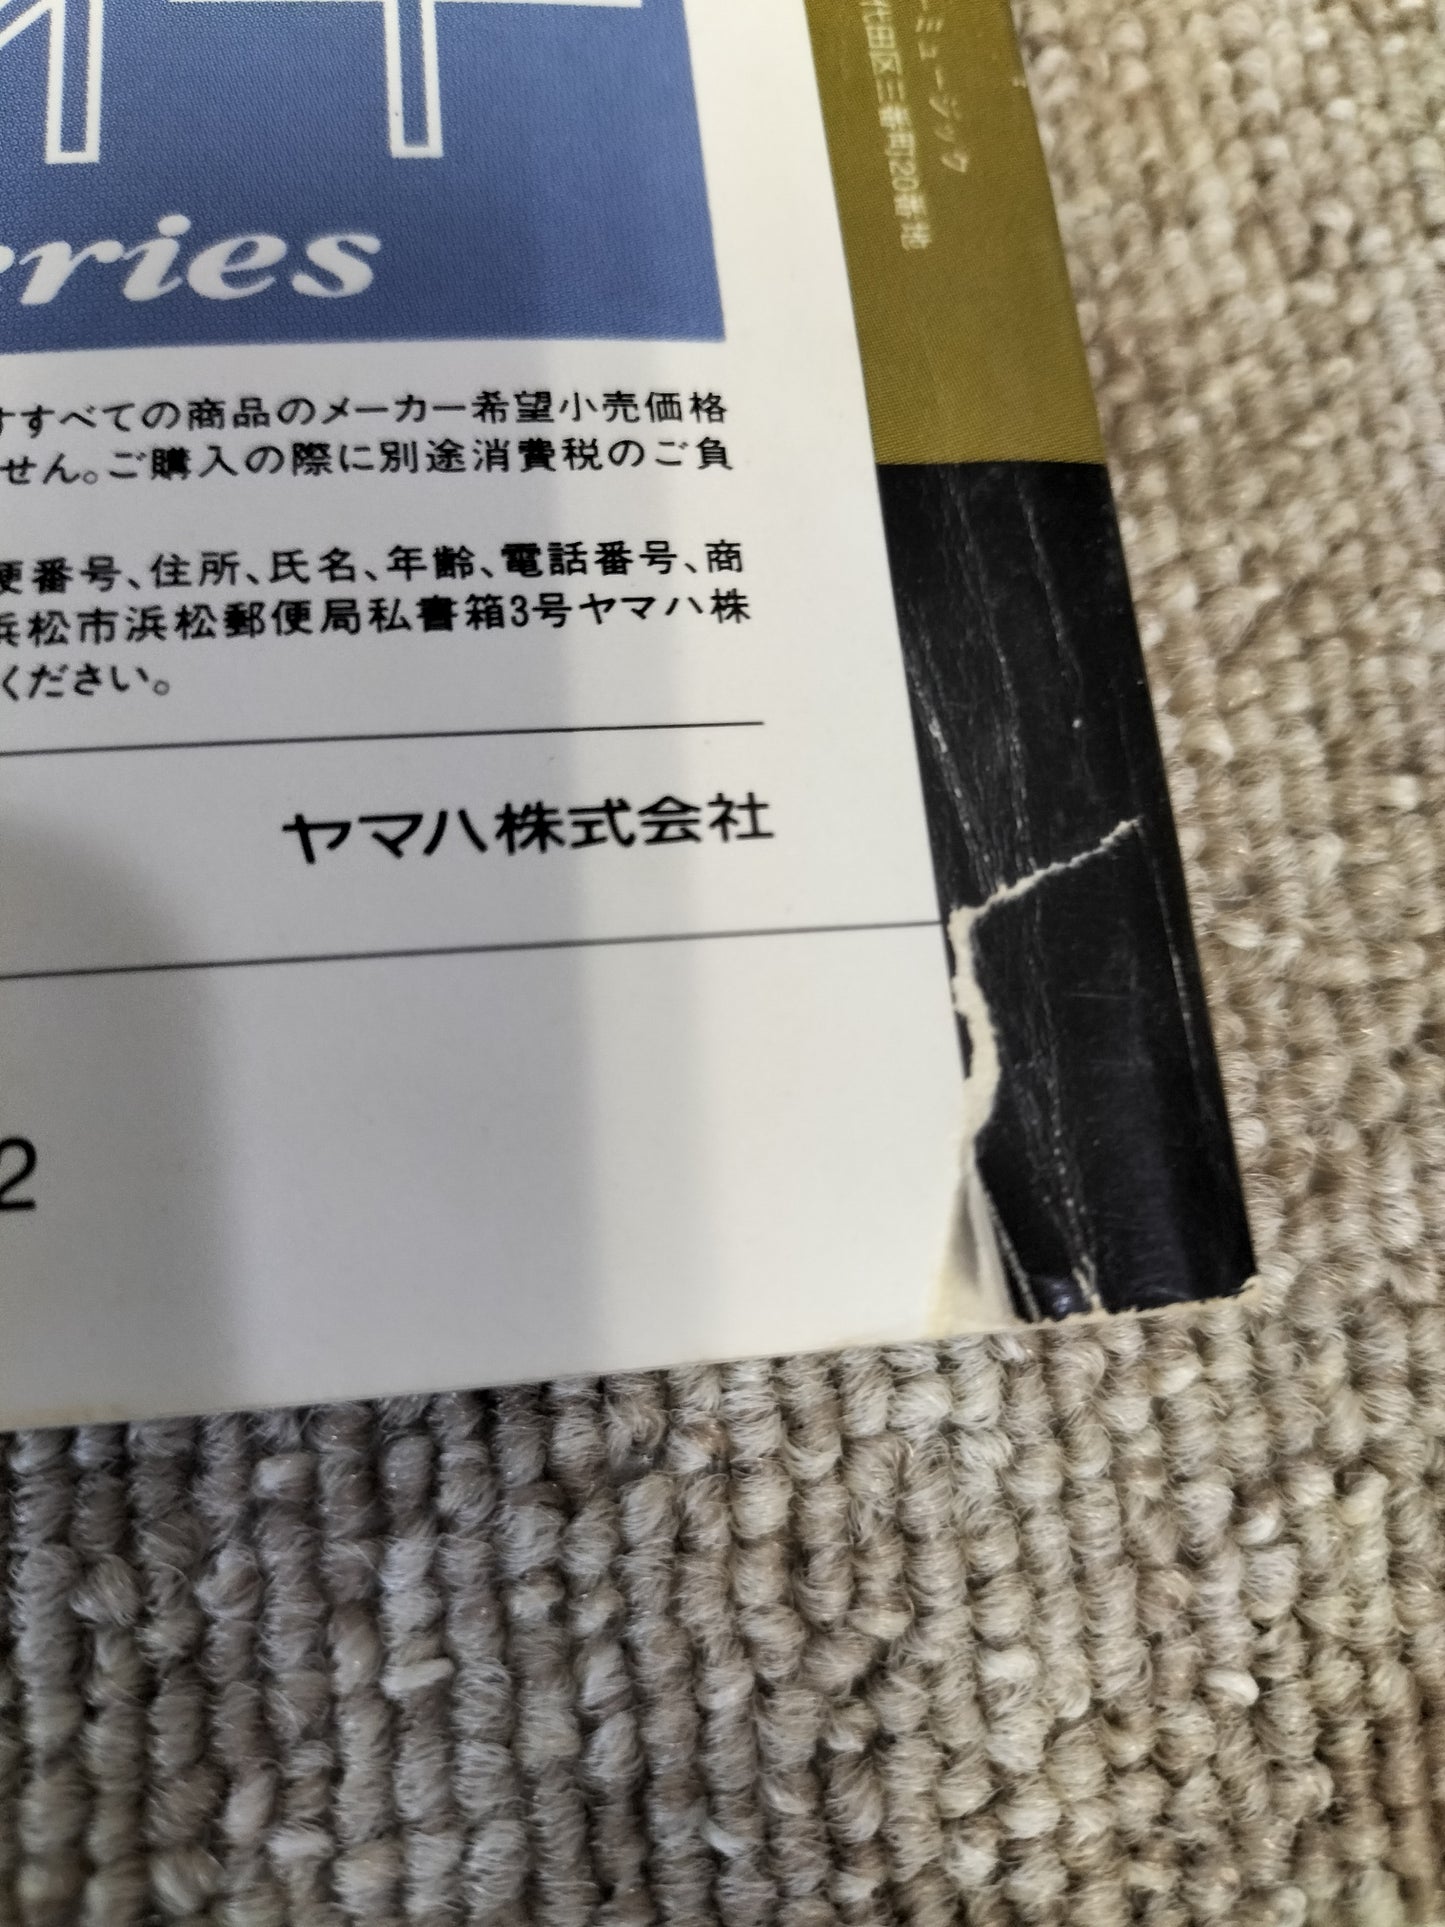 ries
すすべての商品のメーカー希望小売価格
せん。ご購入の際に別途消費税のご負
便番号、住所、氏名、年齢、電話番号、商
浜松市浜松郵便局私書箱3号ヤマハ株
ください。
ヤマハ株式会社
2
ーミュージック
代田区三番町20番地